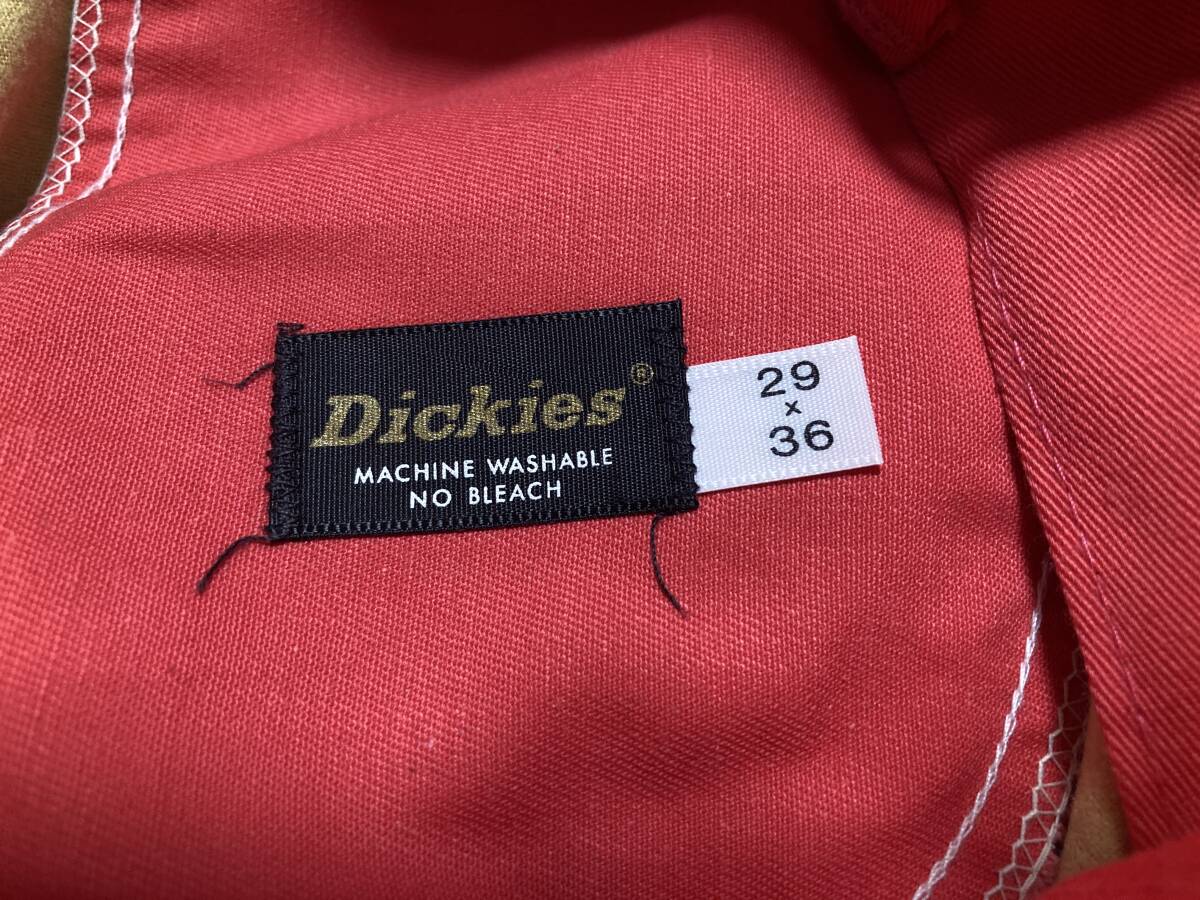 Dickies®
MACHINE WASHABLE
NO BLEACH
29
x
36